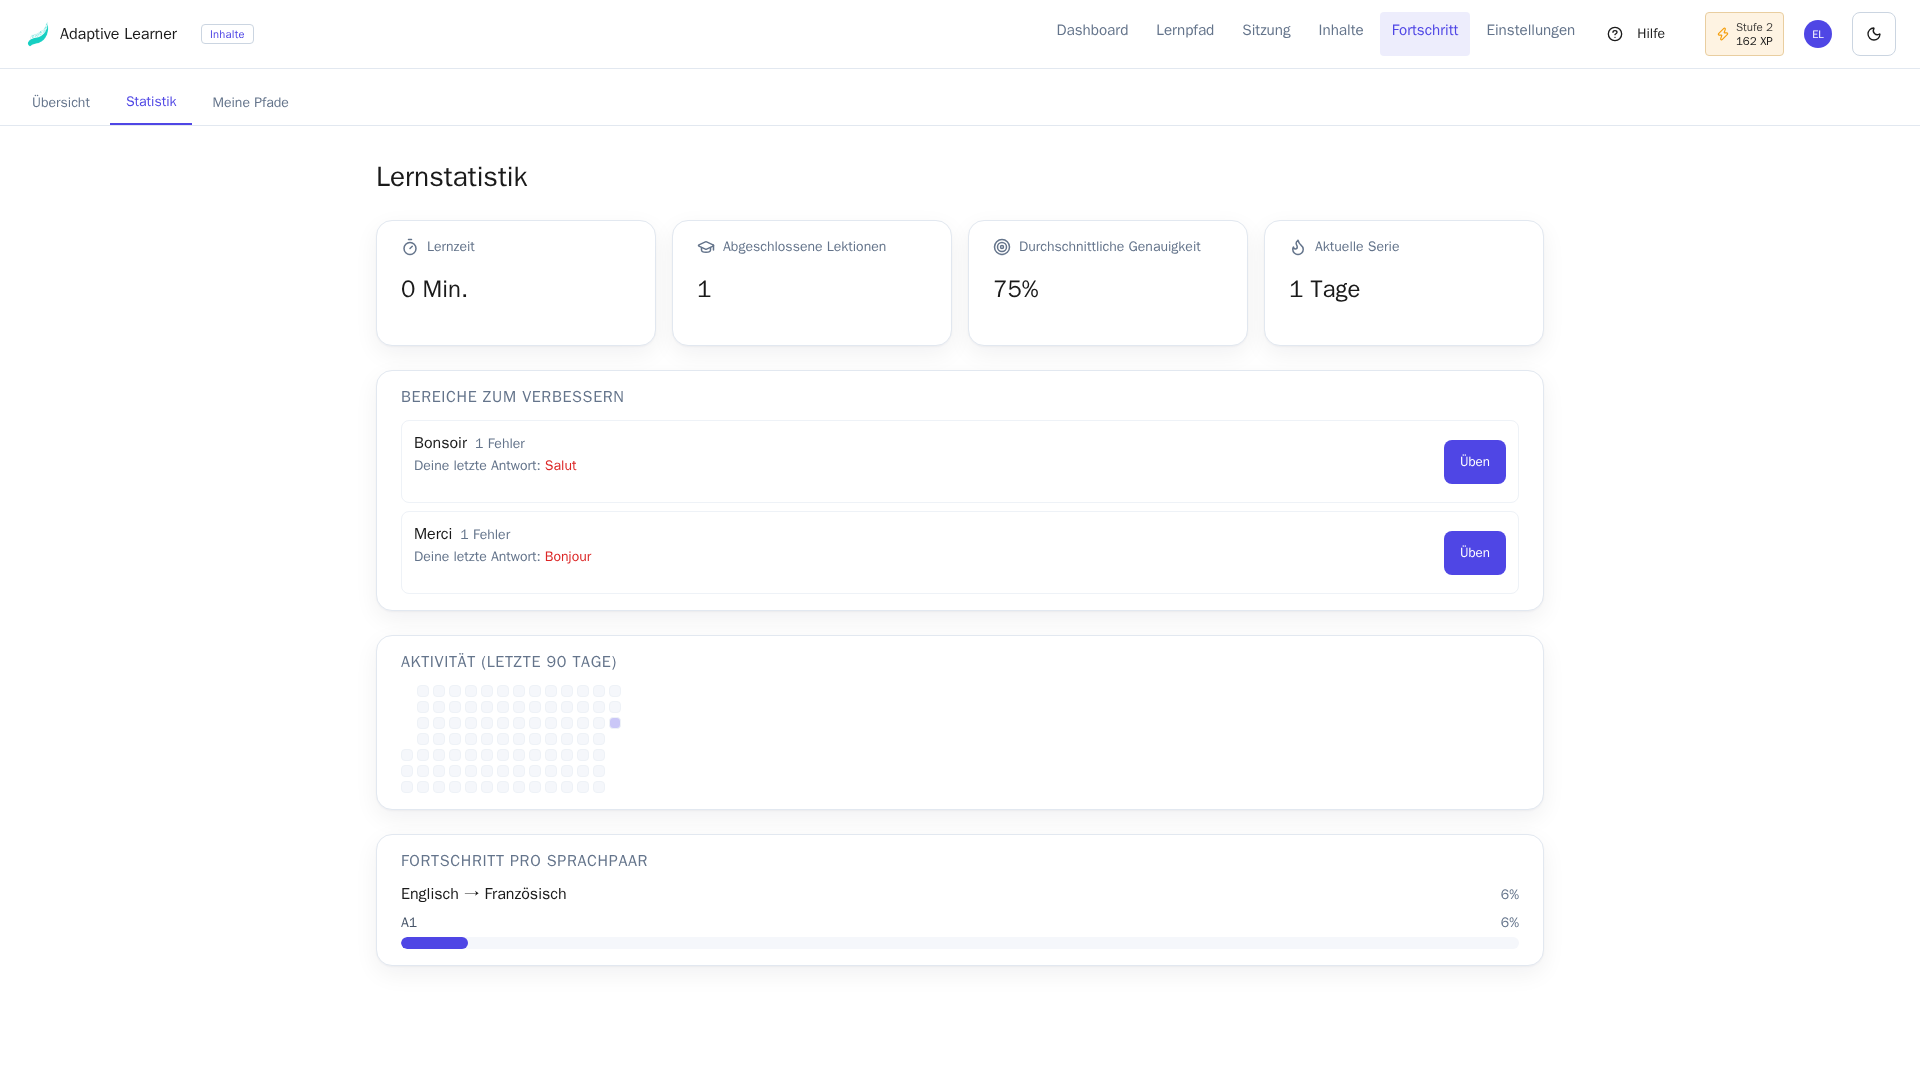 Adaptive Learner
Inhalte
Dashboard
Lernpfad
Sitzung
Inhalte
Fortschritt
Einstellungen
Hilfe
Stufe 2
162 XP
EL
Übersicht
Statistik
Meine Pfade
Lernstatistik
Lernzeit
0 Min.
Abgeschlossene Lektionen
1
Durchschnittliche Genauigkeit
75%
Aktuelle Serie
1 Tage
BEREICHE ZUM VERBESSERN
Bonsoir 1 Fehler
Deine letzte Antwort: Salut
Üben
Merci 1 Fehler
Deine letzte Antwort: Bonjour
Üben
AKTIVITÄT (LETZTE 90 TAGE)
FORTSCHRITT PRO SPRACHPAAR
Englisch → Französisch 6%
A1 6%